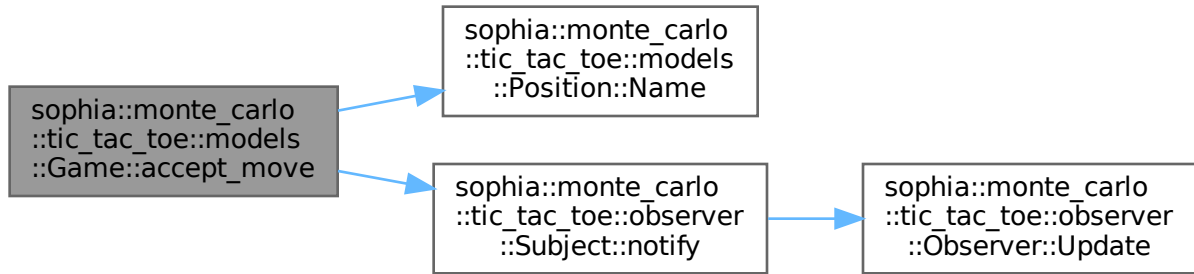 sophia::monte_carlo
::tic_tac_toe::models
::Game::accept_move
sophia::monte_carlo
::tic_tac_toe::models
::Position::Name
sophia::monte_carlo
::tic_tac_toe::observer
::Subject::notify
sophia::monte_carlo
::tic_tac_toe::observer
::Observer::Update